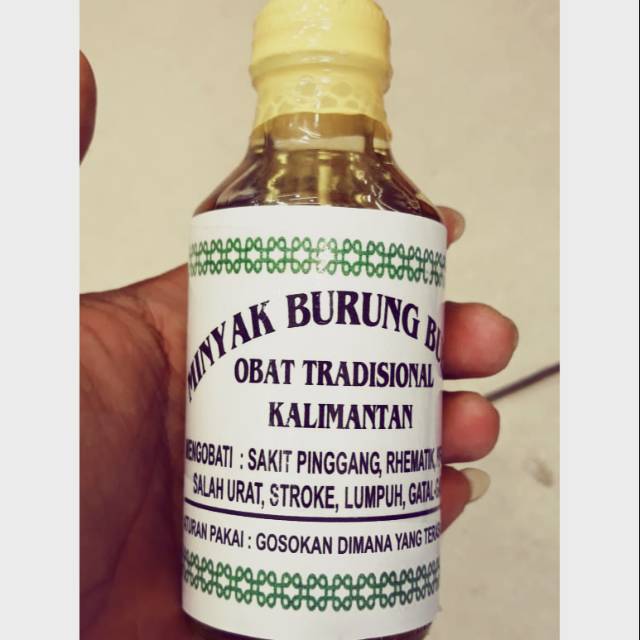 MINYAK BURUNG
OBAT TRADISIONAL
KALIMANTAN
MENGOBATI : SAKIT PINGGANG, RHEMATIK,
SALAH URAT, STROKE, LUMPUH, GATAL-
ATURAN PAKAI : GOSOKAN DIMANA YANG